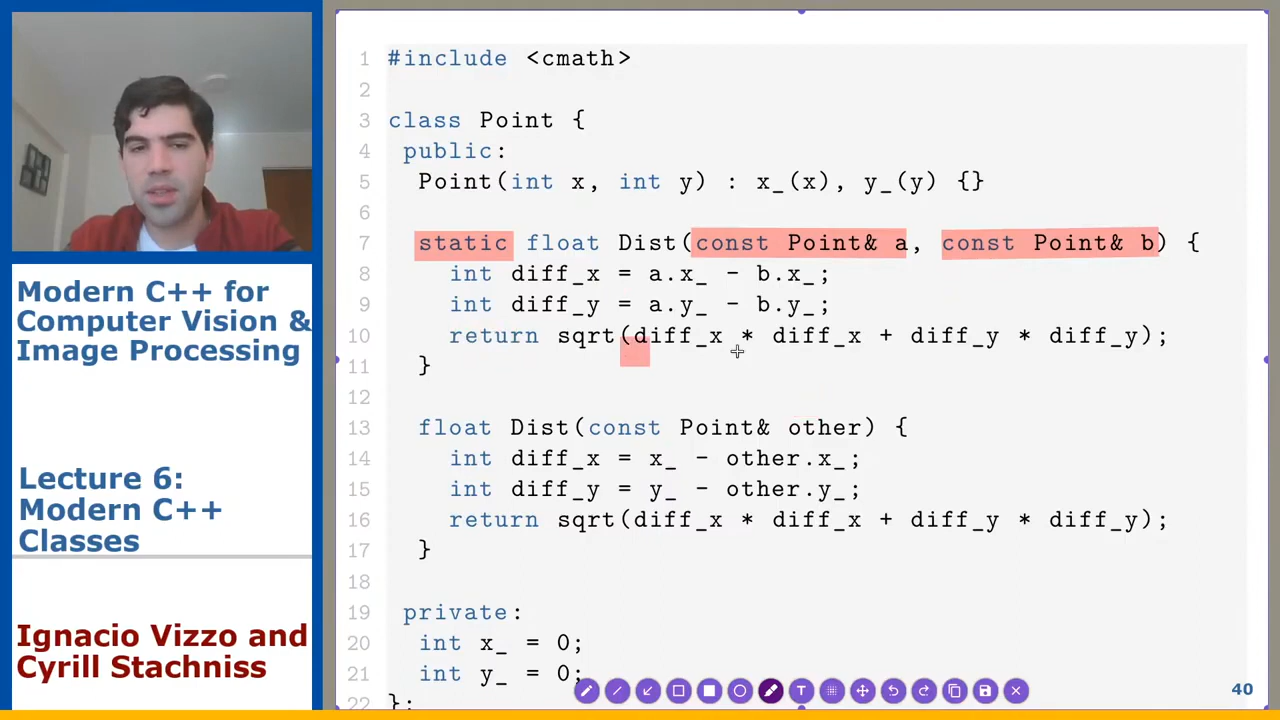 Modern C++ for
Computer Vision &
Image Processing
Lecture 6:
Modern C++
Classes
Ignacio Vizzo and
Cyrill Stachniss
1 #include <cmath>
2
3 class Point {
4 public:
5 Point(int x, int y) : x_(x), y_(y) {}
6
7 static float Dist(const Point& a, const Point& b) {
8 int diff_x = a.x_ - b.x_;
9 int diff_y = a.y_ - b.y_;
10 return sqrt(diff_x * diff_x + diff_y * diff_y);
11 }
12
13 float Dist(const Point& other) {
14 int diff_x = x_ - other.x_;
15 int diff_y = y_ - other.y_;
16 return sqrt(diff_x * diff_x + diff_y * diff_y);
17 }
18
19 private:
20 int x_ = 0;
21 int y_ = 0;
22 };
T
40